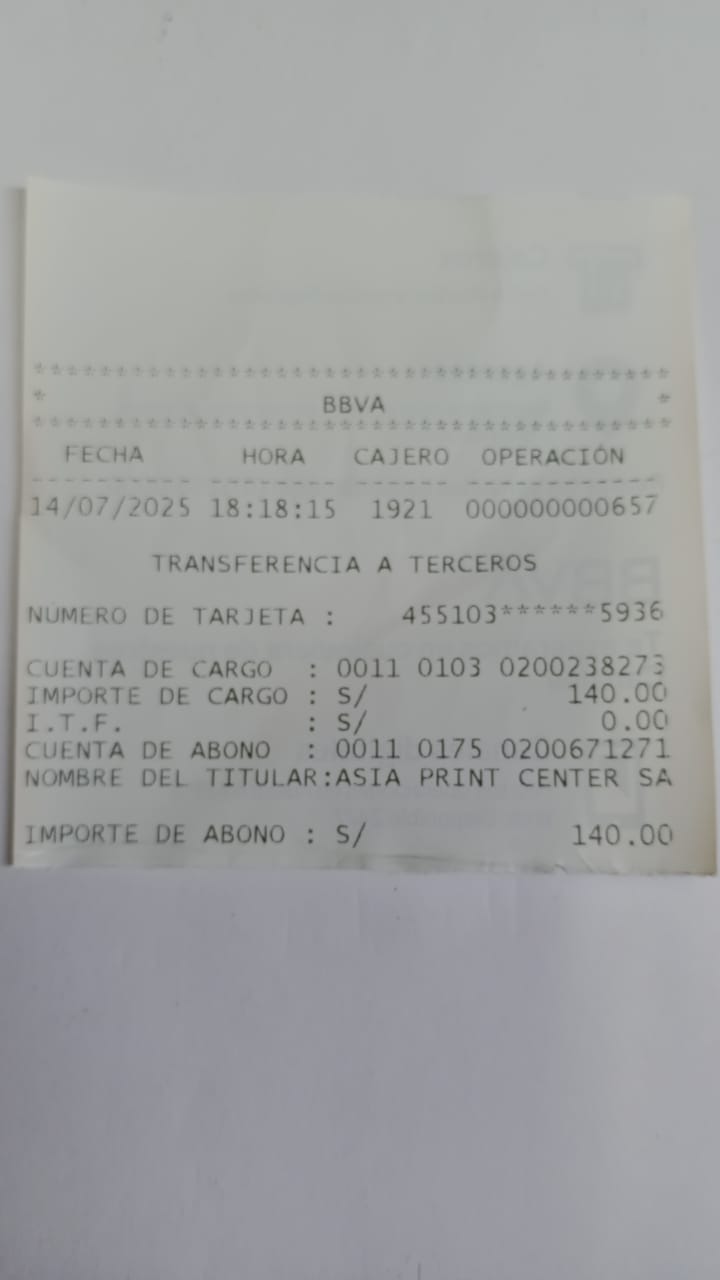 ****************************************
* BBVA *
****************************************
FECHA HORA CAJERO OPERACIÓN
------------ --------- ------ -------------
14/07/2025 18:18:15 1921 000000000657
TRANSFERENCIA A TERCEROS
NUMERO DE TARJETA : 455103******5936
CUENTA DE CARGO : 0011 0103 0200238273
IMPORTE DE CARGO : S/ 140.00
I.T.F. : S/ 0.00
CUENTA DE ABONO : 0011 0175 0200671271
NOMBRE DEL TITULAR:ASIA PRINT CENTER SA
IMPORTE DE ABONO : S/ 140.00